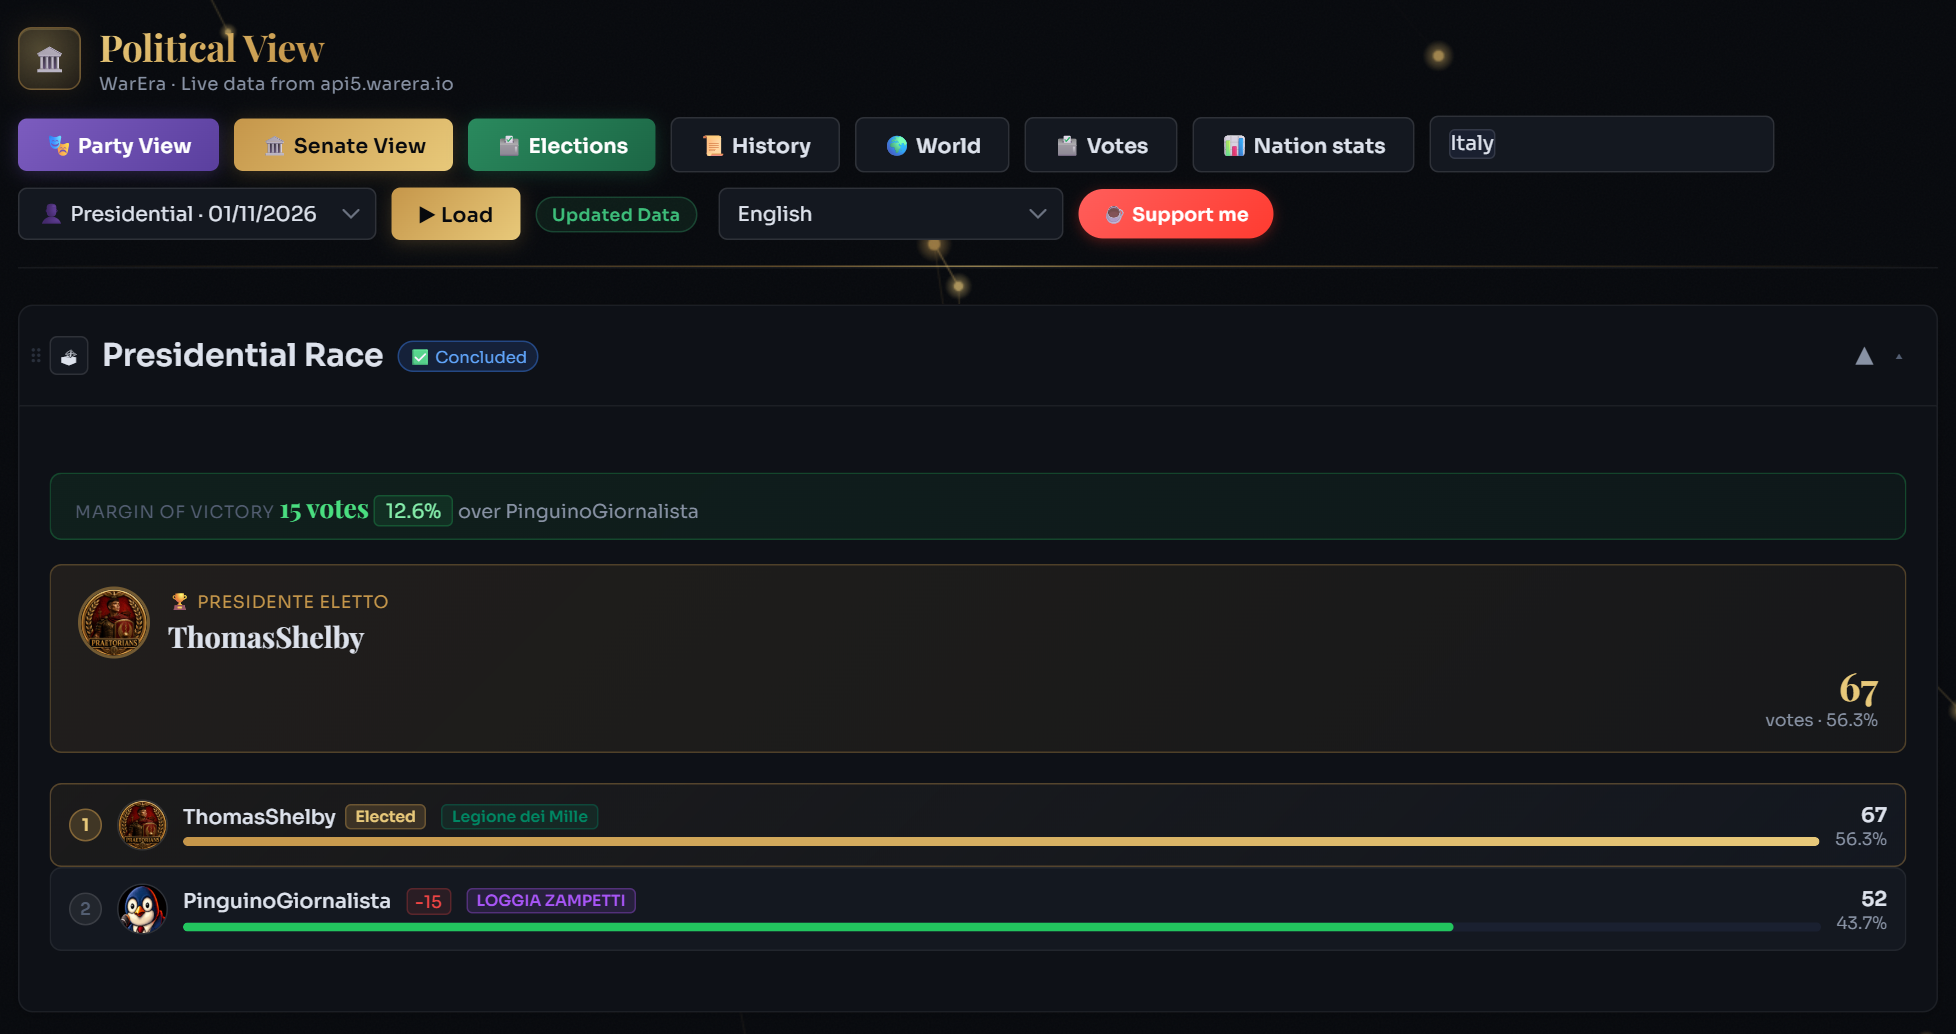 Political View
WarEra · Live data from api5.warera.io
Party View
Senate View
Elections
History
World
Votes
Nation stats
Italy
Presidential · 01/11/2026
▶ Load
Updated Data
English
Support me
Presidential Race
Concluded
MARGIN OF VICTORY 15 votes 12.6% over PinguinoGiornalista
PRAETORIANS
PRESIDENTE ELETTO
ThomasShelby
67
votes · 56.3%
1
ThomasShelby Elected Legione dei Mille
67
56.3%
2
PinguinoGiornalista -15 LOGGIA ZAMPETTI
52
43.7%